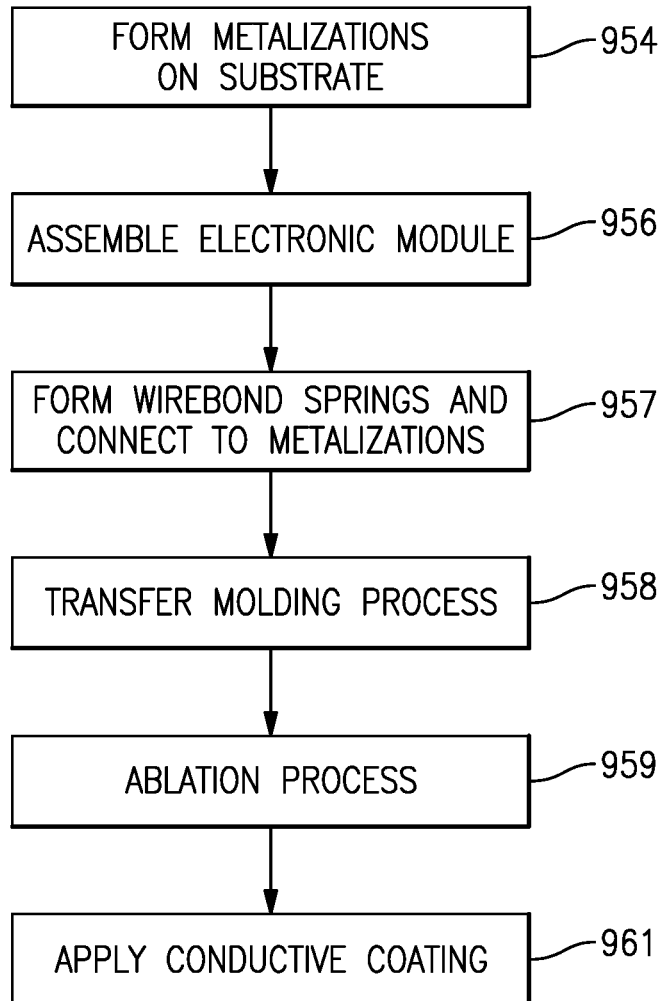 FORM METALIZATIONS
ON SUBSTRATE
954
ASSEMBLE ELECTRONIC MODULE
956
FORM WIREBOND SPRINGS AND
CONNECT TO METALIZATIONS
957
TRANSFER MOLDING PROCESS
958
ABLATION PROCESS
959
APPLY CONDUCTIVE COATING
961